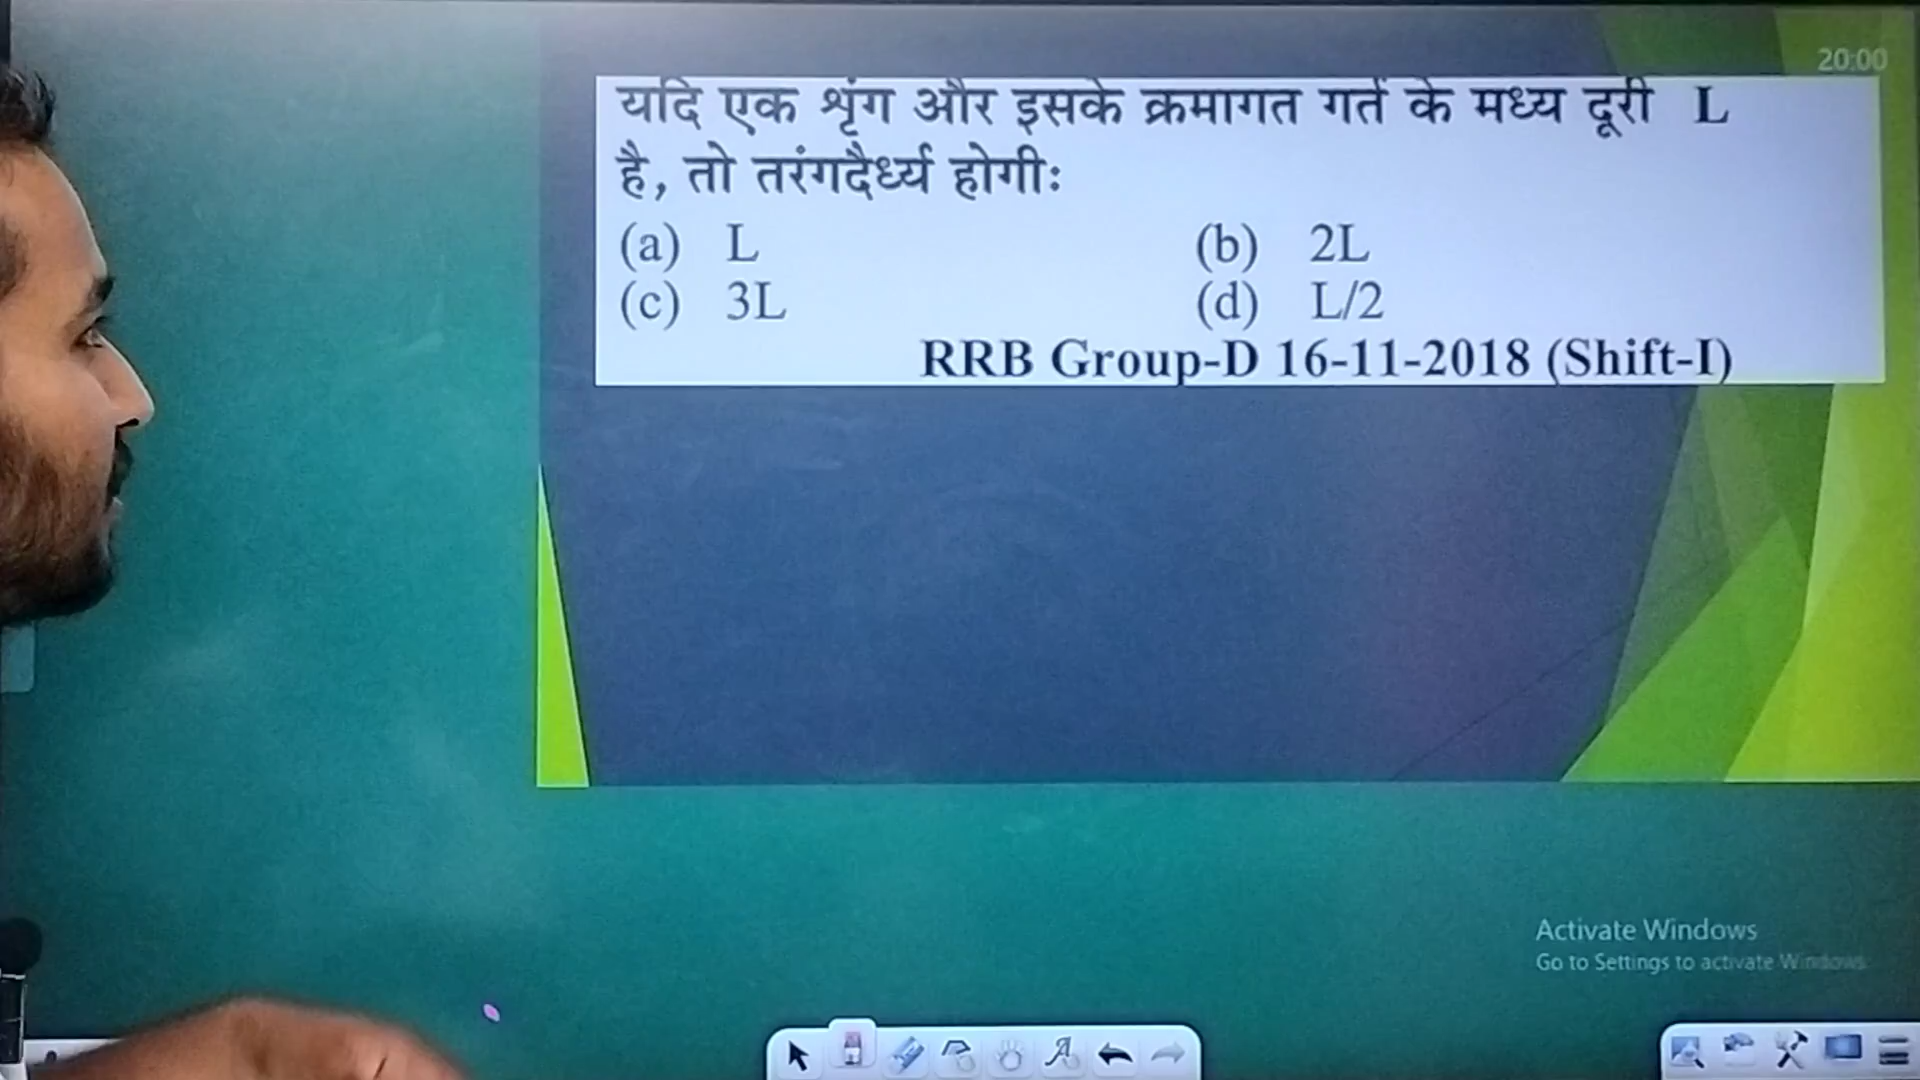 20:00
यदि एक श्रृंग और इसके क्रमागत गर्त के मध्य दूरी L
है, तो तरंगदैर्ध्य होगीः
(a) L (b) 2L
(c) 3L (d) L/2
RRB Group-D 16-11-2018 (Shift-I)
Activate Windows
Go to Settings to activate Windows.